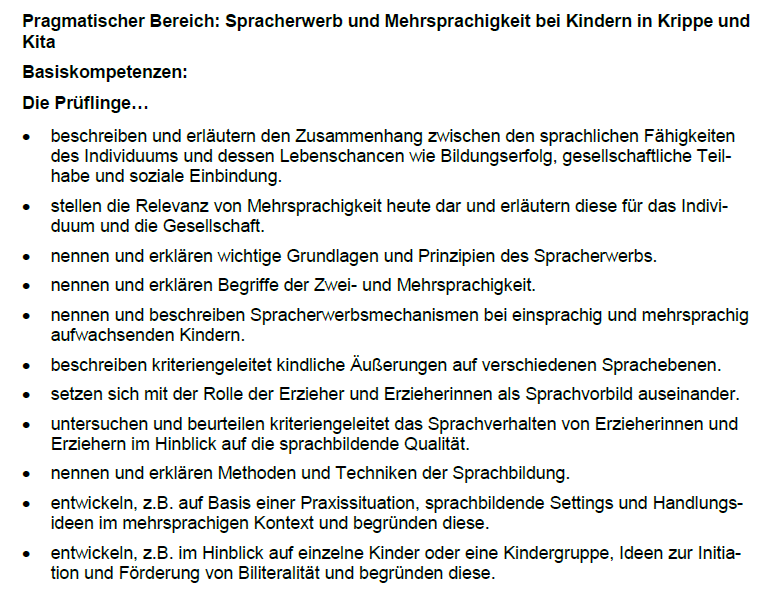 Pragmatischer Bereich: Spracherwerb und Mehrsprachigkeit bei Kindern in Krippe und
Kita
Basiskompetenzen:
Die Prüflinge…
• beschreiben und erläutern den Zusammenhang zwischen den sprachlichen Fähigkeiten
des Individuums und dessen Lebenschancen wie Bildungserfolg, gesellschaftliche Teil-
habe und soziale Einbindung.
• stellen die Relevanz von Mehrsprachigkeit heute dar und erläutern diese für das Indivi-
duum und die Gesellschaft.
• nennen und erklären wichtige Grundlagen und Prinzipien des Spracherwerbs.
• nennen und erklären Begriffe der Zwei- und Mehrsprachigkeit.
• nennen und beschreiben Spracherwerbsmechanismen bei einsprachig und mehrsprachig
aufwachsenden Kindern.
• beschreiben kriteriengeleitet kindliche Äußerungen auf verschiedenen Sprachebenen.
• setzen sich mit der Rolle der Erzieher und Erzieherinnen als Sprachvorbild auseinander.
• untersuchen und beurteilen kriteriengeleitet das Sprachverhalten von Erzieherinnen und
Erziehern im Hinblick auf die sprachbildende Qualität.
• nennen und erklären Methoden und Techniken der Sprachbildung.
• entwickeln, z.B. auf Basis einer Praxissituation, sprachbildende Settings und Handlungs-
ideen im mehrsprachigen Kontext und begründen diese.
• entwickeln, z.B. im Hinblick auf einzelne Kinder oder eine Kindergruppe, Ideen zur Initia-
tion und Förderung von Biliteralität und begründen diese.